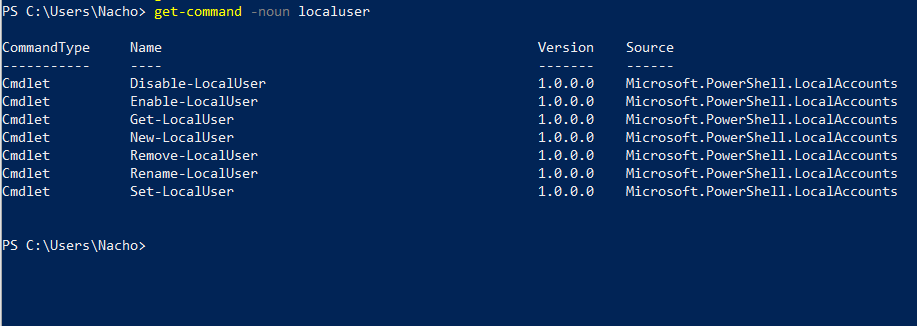 PS C:\Users\Nacho> get-command -noun localuser
CommandType     Name                                               Version    Source
-----------     ----                                               -------    ------
Cmdlet          Disable-LocalUser                                  1.0.0.0    Microsoft.PowerShell.LocalAccounts
Cmdlet          Enable-LocalUser                                   1.0.0.0    Microsoft.PowerShell.LocalAccounts
Cmdlet          Get-LocalUser                                      1.0.0.0    Microsoft.PowerShell.LocalAccounts
Cmdlet          New-LocalUser                                      1.0.0.0    Microsoft.PowerShell.LocalAccounts
Cmdlet          Remove-LocalUser                                   1.0.0.0    Microsoft.PowerShell.LocalAccounts
Cmdlet          Rename-LocalUser                                   1.0.0.0    Microsoft.PowerShell.LocalAccounts
Cmdlet          Set-LocalUser                                      1.0.0.0    Microsoft.PowerShell.LocalAccounts
PS C:\Users\Nacho>